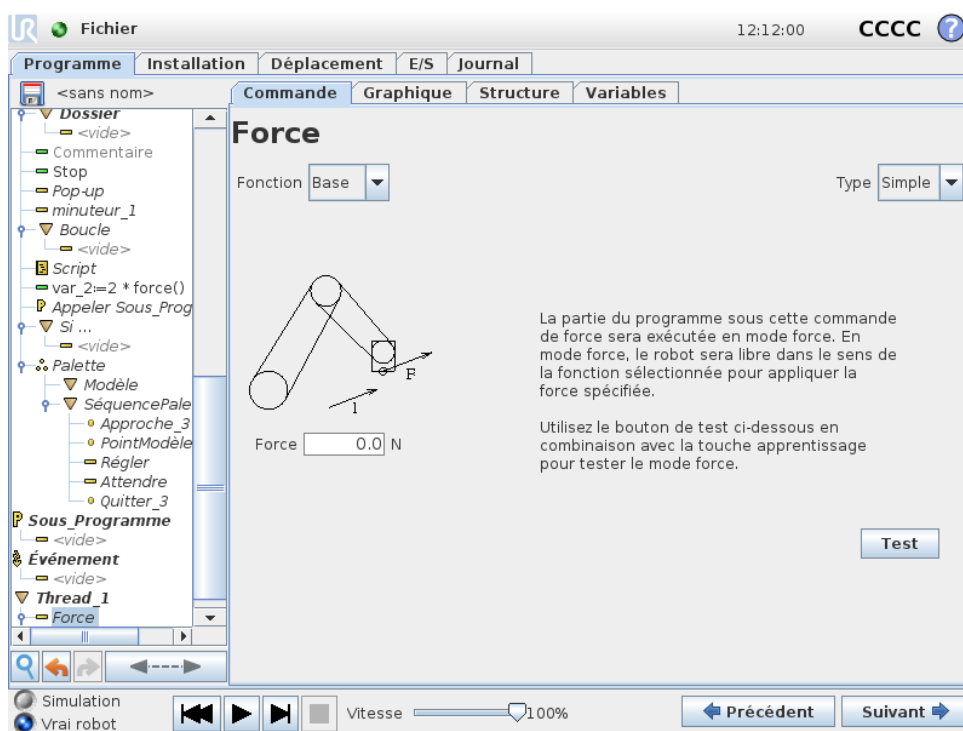 UR Fichier 12:12:00 CCCC ?
Programme Installation Déplacement E/S Journal
<sans nom> Commande Graphique Structure Variables
Dossier
<vide>
Commentaire
Stop
Pop-up
minuteur_1
Boucle
<vide>
Script
var_2:=2 * force()
Appeler Sous_Prog
Si ...
<vide>
Palette
Modèle
SéquencePale
Approche_3
PointModèle
Régler
Attendre
Quitter_3
Sous_Programme
<vide>
Événement
<vide>
Thread_1
Force
Force
Fonction Base Type Simple
F
1
Force 0.0 N
La partie du programme sous cette commande
de force sera exécutée en mode force. En
mode force, le robot sera libre dans le sens de
la fonction sélectionnée pour appliquer la
force spécifiée.
Utilisez le bouton de test ci-dessous en
combinaison avec la touche apprentissage
pour tester le mode force.
Test
Simulation
Vrai robot
Vitesse 100% Précédent Suivant